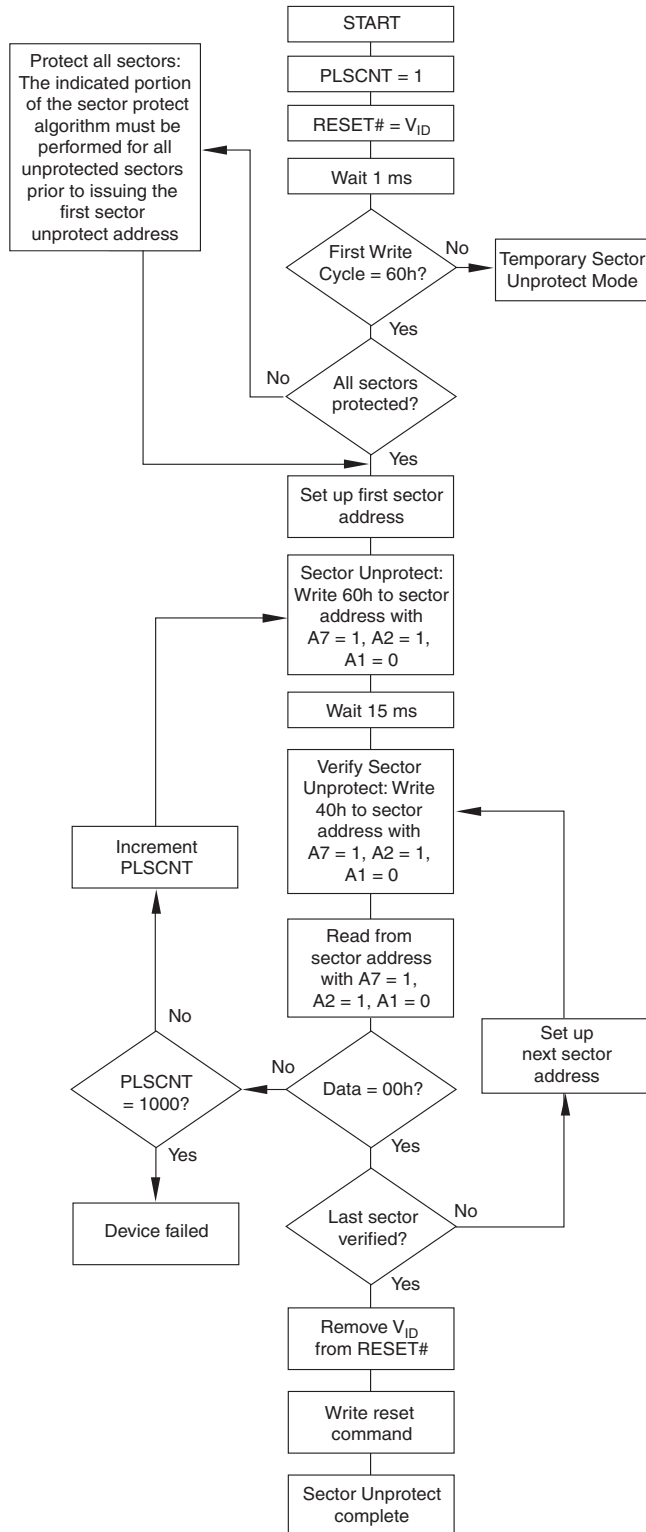 START
PLSCNT = 1
RESET# = VID
Wait 1 ms
Protect all sectors:
The indicated portion
of the sector protect
algorithm must be
performed for all
unprotected sectors
prior to issuing the
first sector
unprotect address
First Write
Cycle = 60h?
No
Temporary Sector
Unprotect Mode
Yes
No
All sectors
protected?
Yes
Set up first sector
address
Sector Unprotect:
Write 60h to sector
address with
A7 = 1, A2 = 1,
A1 = 0
Wait 15 ms
Verify Sector
Unprotect: Write
40h to sector
address with
A7 = 1, A2 = 1,
A1 = 0
Increment
PLSCNT
Read from
sector address
with A7 = 1,
A2 = 1, A1 = 0
No
Set up
next sector
address
PLSCNT
= 1000?
No
Data = 00h?
Yes
Yes
Device failed
Last sector
verified?
No
Yes
Remove VID
from RESET#
Write reset
command
Sector Unprotect
complete